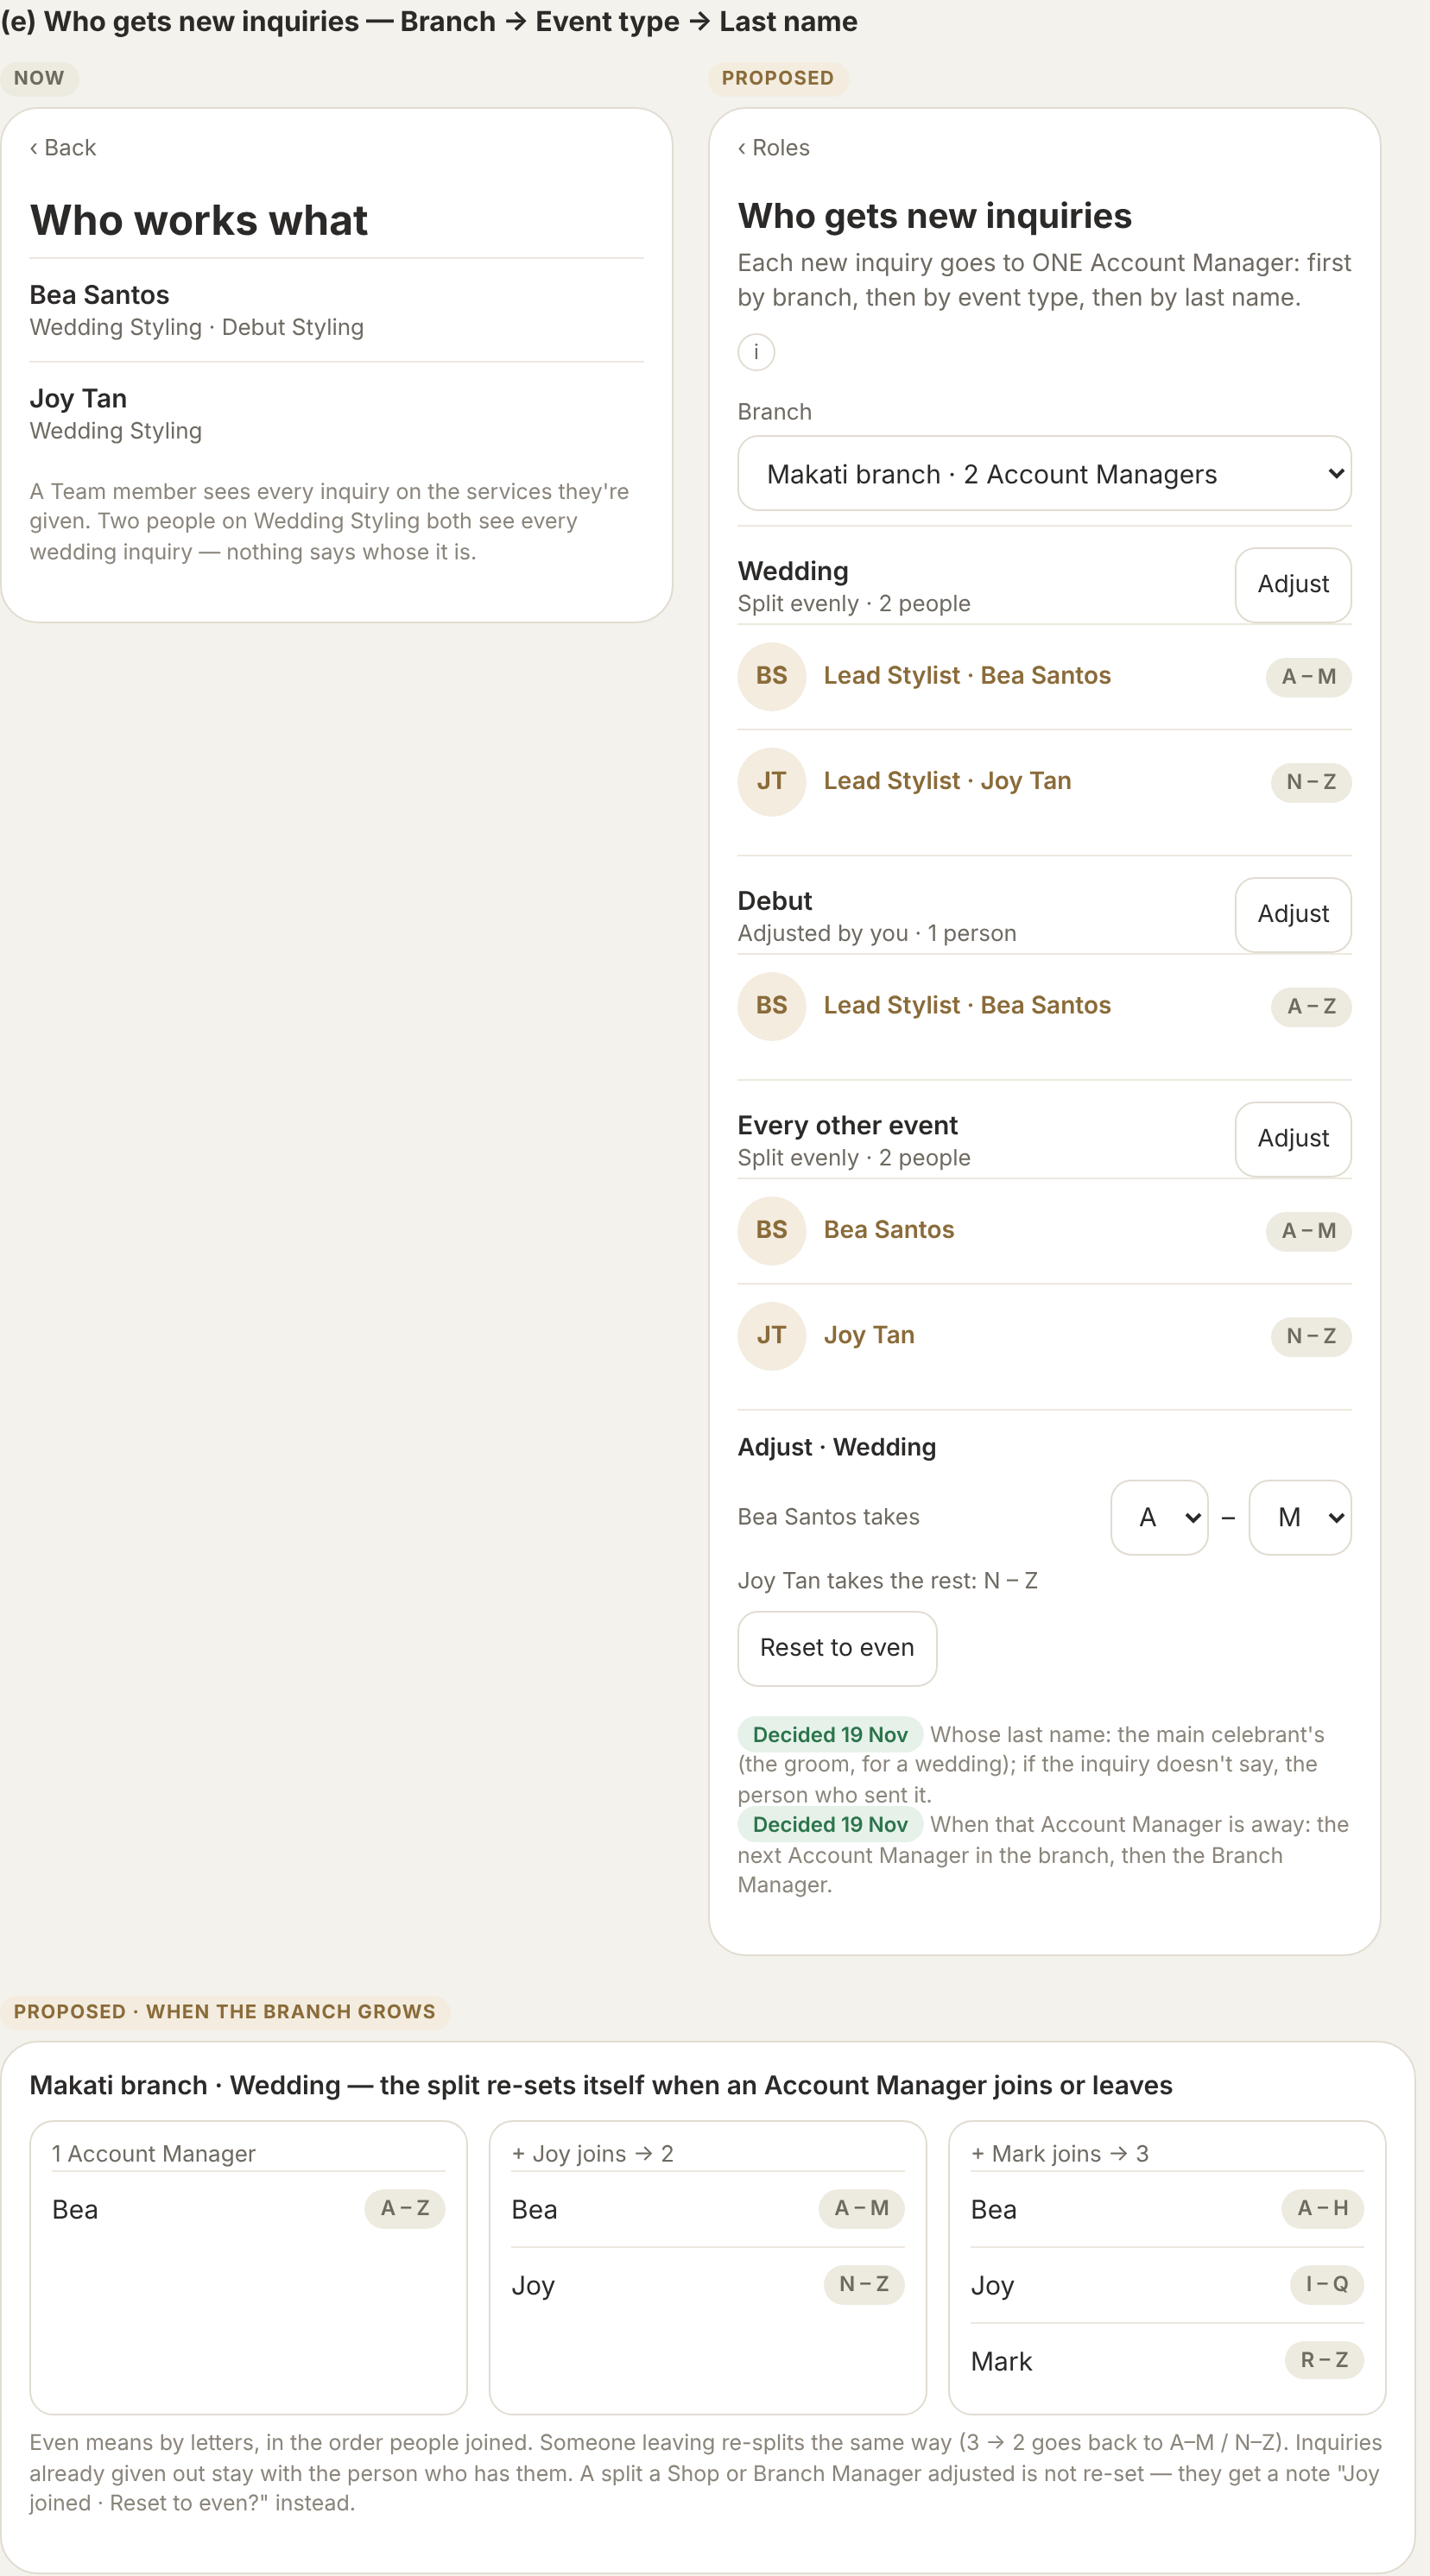 (e) Who gets new inquiries — Branch → Event type → Last name
NOW
‹ Back
Who works what
Bea Santos
Wedding Styling · Debut Styling
Joy Tan
Wedding Styling
A Team member sees every inquiry on the services they're
given. Two people on Wedding Styling both see every
wedding inquiry — nothing says whose it is.
PROPOSED
‹ Roles
Who gets new inquiries
Each new inquiry goes to ONE Account Manager: first
by branch, then by event type, then by last name.
i
Branch
Makati branch · 2 Account Managers
Wedding
Split evenly · 2 people
Adjust
BS Lead Stylist · Bea Santos A – M
JT Lead Stylist · Joy Tan N – Z
Debut
Adjusted by you · 1 person
Adjust
BS Lead Stylist · Bea Santos A – Z
Every other event
Split evenly · 2 people
Adjust
BS Bea Santos A – M
JT Joy Tan N – Z
Adjust · Wedding
Bea Santos takes A – M
Joy Tan takes the rest: N – Z
Reset to even
Decided 19 Nov Whose last name: the main celebrant's
(the groom, for a wedding); if the inquiry doesn't say, the
person who sent it.
Decided 19 Nov When that Account Manager is away: the
next Account Manager in the branch, then the Branch
Manager.
PROPOSED · WHEN THE BRANCH GROWS
Makati branch · Wedding — the split re-sets itself when an Account Manager joins or leaves
1 Account Manager
Bea A – Z
+ Joy joins → 2
Bea A – M
Joy N – Z
+ Mark joins → 3
Bea A – H
Joy I – Q
Mark R – Z
Even means by letters, in the order people joined. Someone leaving re-splits the same way (3 → 2 goes back to A–M / N–Z). Inquiries
already given out stay with the person who has them. A split a Shop or Branch Manager adjusted is not re-set — they get a note "Joy
joined · Reset to even?" instead.